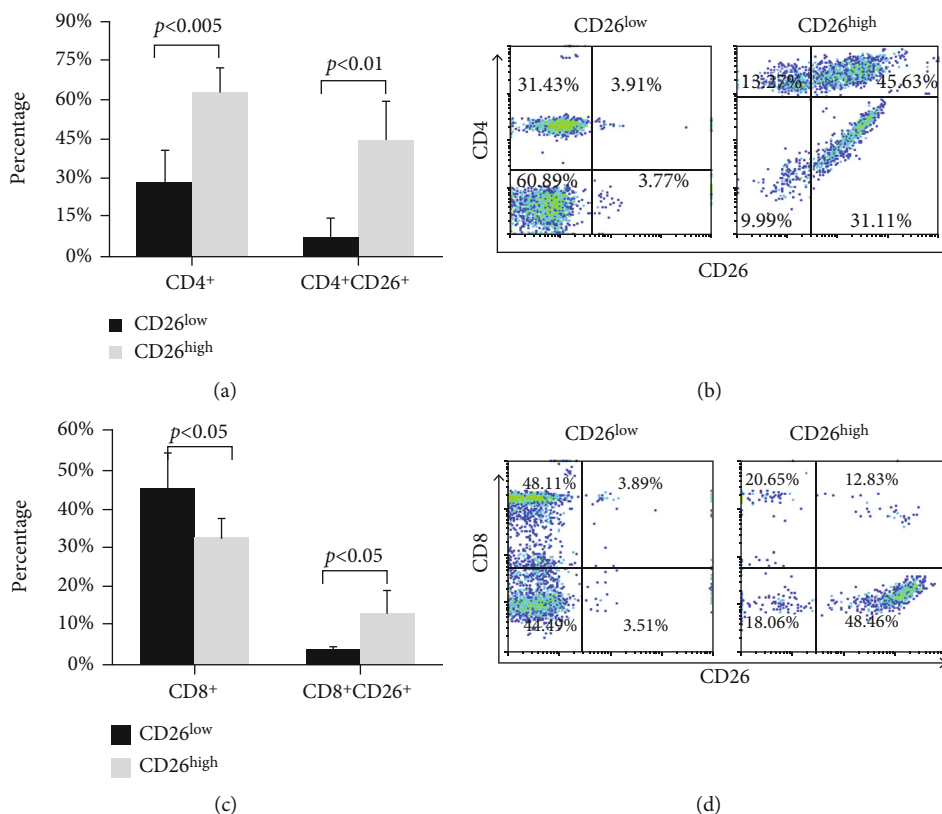 90%
75%
60%
45%
30%
15%
0%
Percentage
p<0.005
p<0.01
CD4+
CD4+CD26+
CD26low
CD26high
(a)
CD26low
CD26high
31.43%
3.91%
60.89%
3.77%
13.27%
45.63%
9.99%
31.11%
CD4
CD26
(b)
60%
50%
40%
30%
20%
10%
0%
Percentage
p<0.05
p<0.05
CD8+
CD8+CD26+
CD26low
CD26high
(c)
CD26low
CD26high
48.11%
3.89%
44.49%
3.51%
20.65%
12.83%
18.06%
48.46%
CD8
CD26
(d)